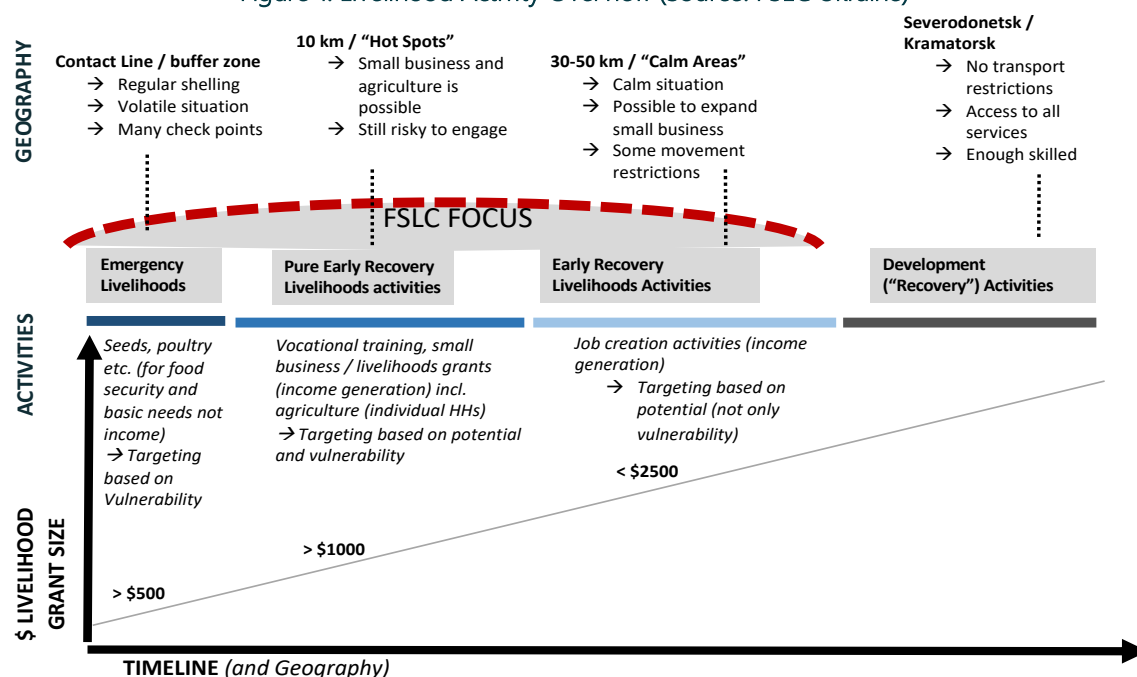 GEOGRAPHY
Contact Line / buffer zone
→ Regular shelling
→ Volatile situation
→ Many check points
10 km / “Hot Spots”
→ Small business and
agriculture is
possible
→ Still risky to engage
30-50 km / “Calm Areas”
→ Calm situation
→ Possible to expand
small business
→ Some movement
restrictions
Severodonetsk /
Kramatorsk
→ No transport
restrictions
→ Access to all
services
→ Enough skilled
FSLC FOCUS
Emergency
Livelihoods
Pure Early Recovery
Livelihoods activities
Early Recovery
Livelihoods Activities
Development
(“Recovery”) Activities
ACTIVITIES
Seeds, poultry
etc. (for food
security and
basic needs not
income)
→ Targeting
based on
Vulnerability
Vocational training, small
business / livelihoods grants
(income generation) incl.
agriculture (individual HHs)
→ Targeting based on potential
and vulnerability
Job creation activities (income
generation)
→ Targeting based on
potential (not only
vulnerability)
$ LIVELIHOOD
GRANT SIZE
> $500
> $1000
< $2500
TIMELINE (and Geography)